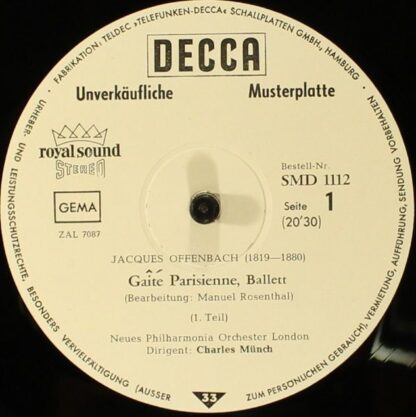 FABRIKATION: TELDEC »TELEFUNKEN-DECCA« SCHALLPLATTEN GMBH., HAMBURG •
DECCA
Unverkäufliche Musterplatte
royal sound
STEREO
GEMA
ZAL 7087
Bestell-Nr.
SMD 1112
Seite 1
(20'30)
JACQUES OFFENBACH (1819—1880)
Gaîté Parisienne, Ballett
(Bearbeitung: Manuel Rosenthal)
(1. Teil)
Neues Philharmonia Orchester London
Dirigent: Charles Münch
33
URHEBER- UND LEISTUNGSSCHUTZRECHTE, BESONDERS VERVIELFÄLTIGUNG (AUSSER ZUM PERSÖNLICHEN GEBRAUCH), VERMIETUNG, AUFFÜHRUNG, SENDUNG VORBEHALTEN